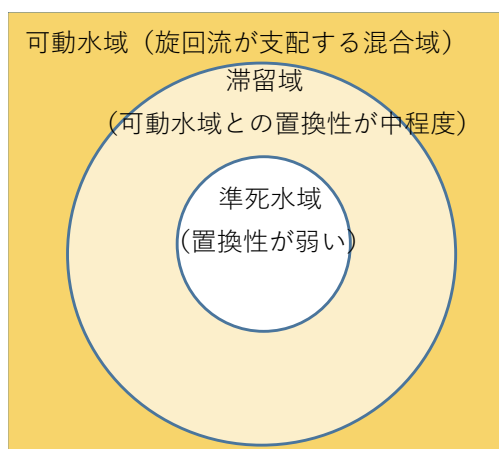 可動水域（旋回流が支配する混合域）
滞留域
（可動水域との置換性が中程度）
準死水域
（置換性が弱い）